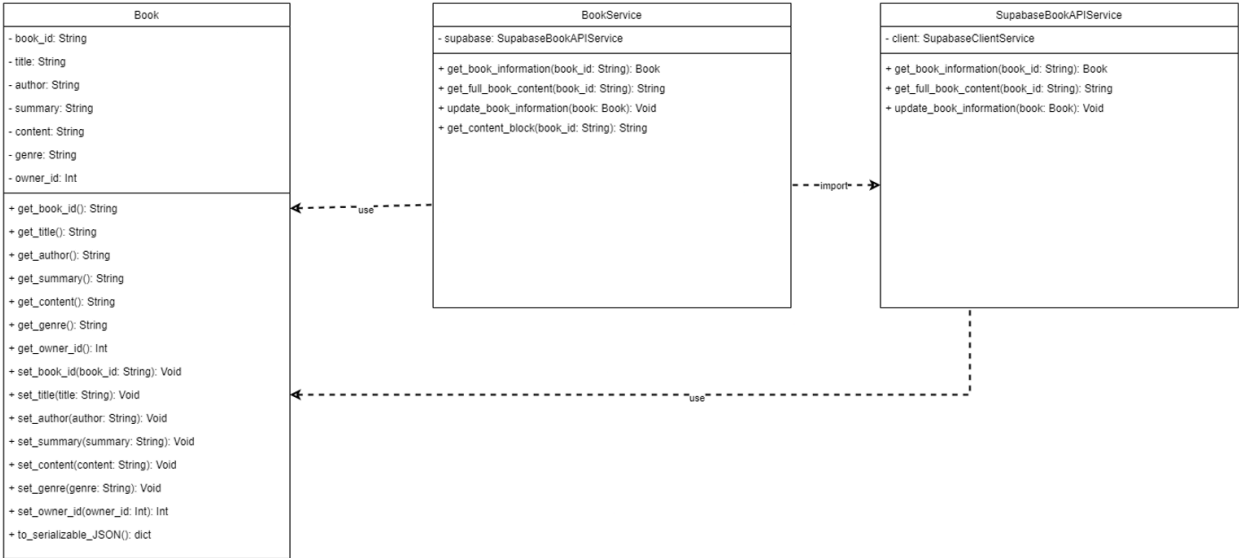 Book
- book_id: String
- title: String
- author: String
- summary: String
- content: String
- genre: String
- owner_id: Int
+ get_book_id(): String
+ get_title(): String
+ get_author(): String
+ get_summary(): String
+ get_content(): String
+ get_genre(): String
+ get_owner_id(): Int
+ set_book_id(book_id: String): Void
+ set_title(title: String): Void
+ set_author(author: String): Void
+ set_summary(summary: String): Void
+ set_content(content: String): Void
+ set_genre(genre: String): Void
+ set_owner_id(owner_id: Int): Int
+ to_serializable_JSON(): dict
use
BookService
- supabase: SupabaseBookAPIService
+ get_book_information(book_id: String): Book
+ get_full_book_content(book_id: String): String
+ update_book_information(book: Book): Void
+ get_content_block(book_id: String): String
import
SupabaseBookAPIService
- client: SupabaseClientService
+ get_book_information(book_id: String): Book
+ get_full_book_content(book_id: String): String
+ update_book_information(book: Book): Void
use